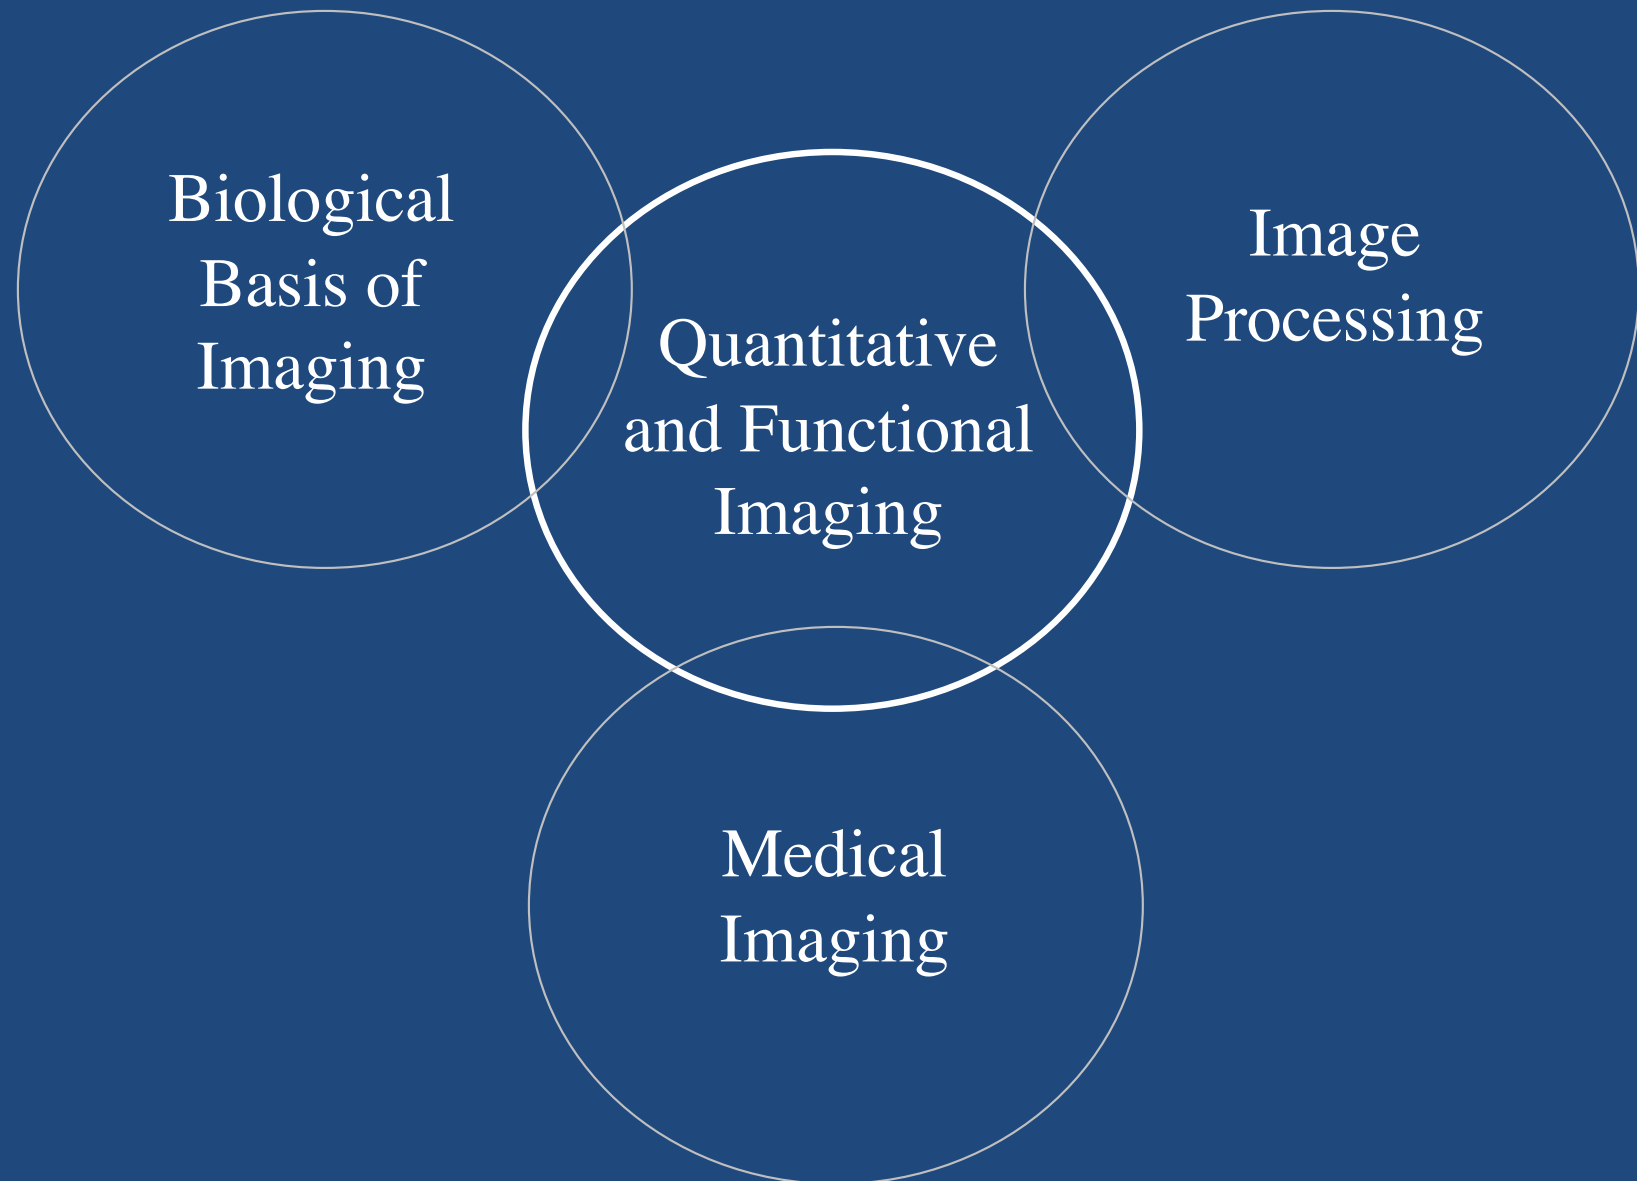 Biological
Basis of
Imaging
Quantitative
and Functional
Imaging
Image
Processing
Medical
Imaging